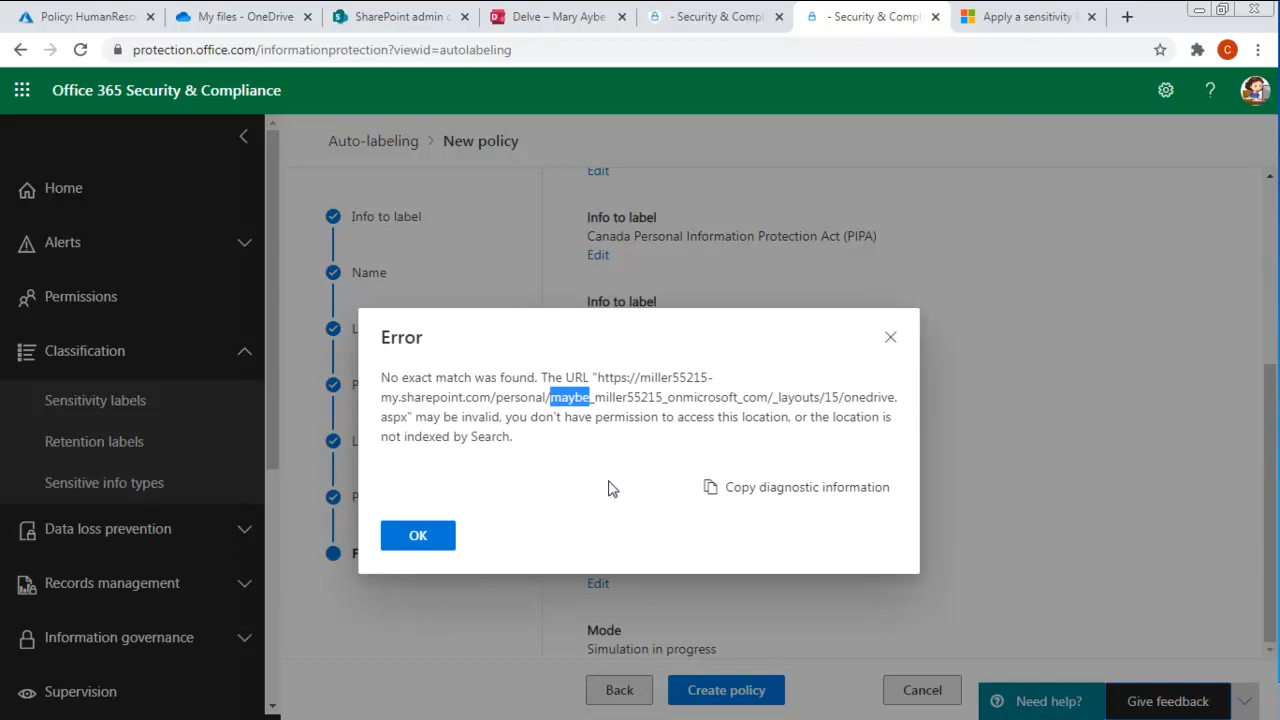 Policy: HumanReso
My files - OneDrive
SharePoint admin c
Delve – Mary Aybe
- Security & Compl
- Security & Compl
Apply a sensitivity l
protection.office.com/informationprotection?viewid=autolabeling
C
Office 365 Security & Compliance
Auto-labeling > New policy
Home
Alerts
Permissions
Classification
Sensitivity labels
Retention labels
Sensitive info types
Data loss prevention
Records management
Information governance
Supervision
Info to label
Name
L
P
L
P
F
Edit
Info to label
Canada Personal Information Protection Act (PIPA)
Edit
Info to label
Error
No exact match was found. The URL "https://miller55215-
my.sharepoint.com/personal/maybe_miller55215_onmicrosoft_com/_layouts/15/onedrive.
aspx" may be invalid, you don't have permission to access this location, or the location is
not indexed by Search.
Copy diagnostic information
OK
Edit
Mode
Simulation in progress
Back
Create policy
Cancel
Need help?
Give feedback